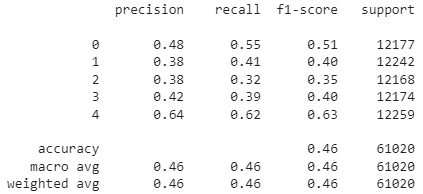 precision recall f1-score support
0 0.48 0.55 0.51 12177
1 0.38 0.41 0.40 12242
2 0.38 0.32 0.35 12168
3 0.42 0.39 0.40 12174
4 0.64 0.62 0.63 12259
accuracy 0.46 61020
macro avg 0.46 0.46 0.46 61020
weighted avg 0.46 0.46 0.46 61020